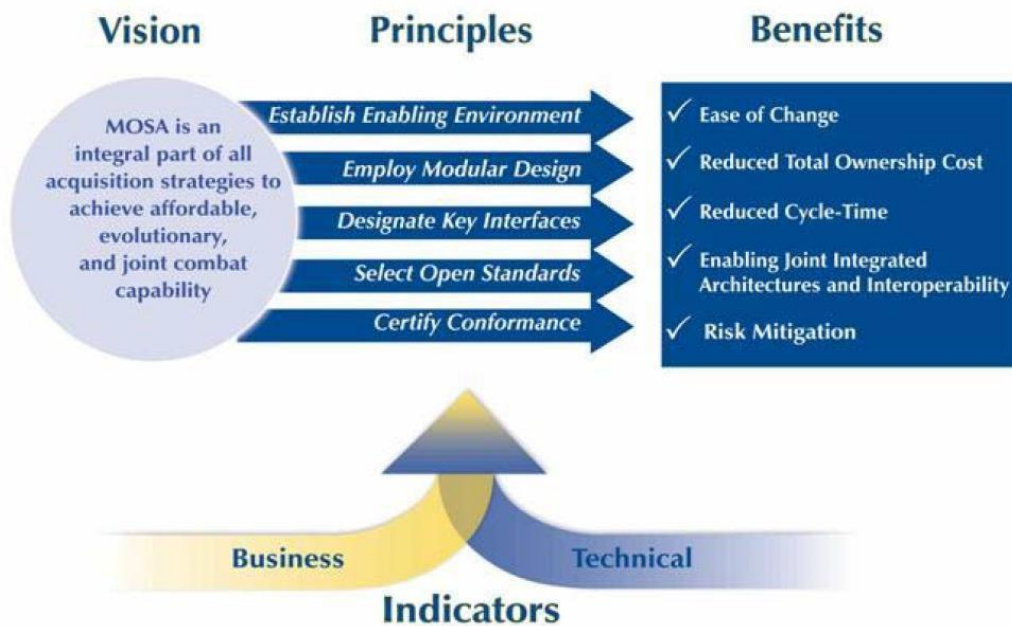 Vision
Principles
Benefits
MOSA is an
integral part of all
acquisition strategies to
achieve affordable,
evolutionary,
and joint combat
capability
Establish Enabling Environment
Employ Modular Design
Designate Key Interfaces
Select Open Standards
Certify Conformance
✓ Ease of Change
✓ Reduced Total Ownership Cost
✓ Reduced Cycle-Time
✓ Enabling Joint Integrated
Architectures and Interoperability
✓ Risk Mitigation
Business
Technical
Indicators